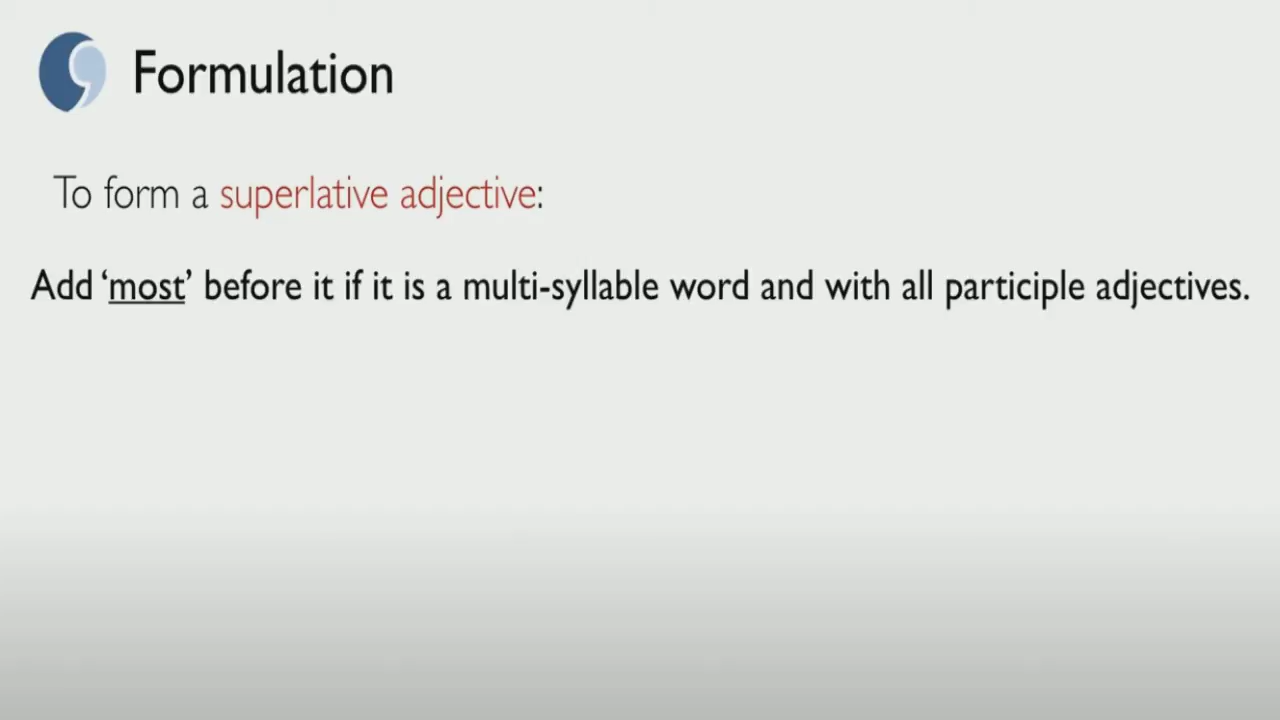 Formulation
To form a superlative adjective:
Add ‘most’ before it if it is a multi-syllable word and with all participle adjectives.